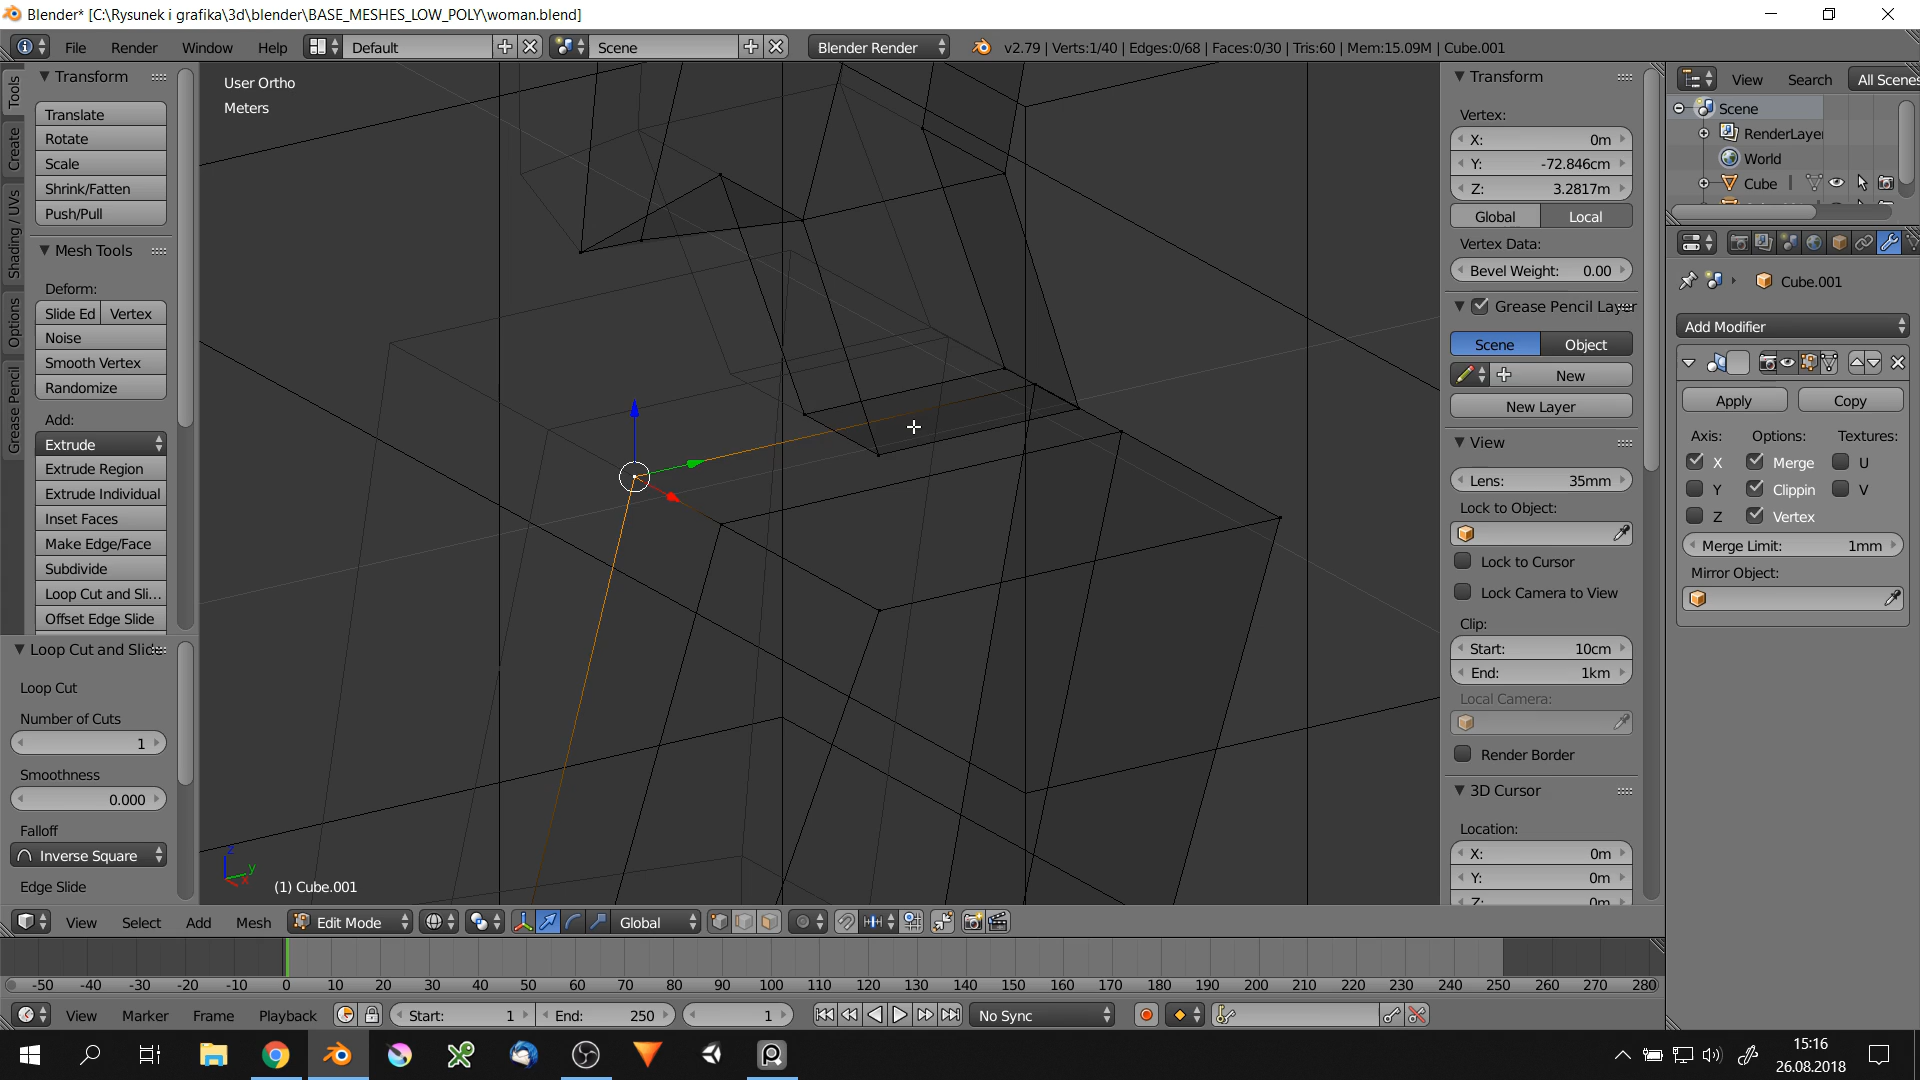 Blender* [C:\Rysunek i grafika\3d\blender\BASE_MESHES_LOW_POLY\woman.blend]
File Render Window Help Default Scene Blender Render v2.79 | Verts:1/40 | Edges:0/68 | Faces:0/30 | Tris:60 | Mem:15.09M | Cube.001
Tools
Create
Shading / UVs
Options
Grease Pencil
Transform
Translate
Rotate
Scale
Shrink/Fatten
Push/Pull
Mesh Tools
Deform:
Slide Ed Vertex
Noise
Smooth Vertex
Randomize
Add:
Extrude
Extrude Region
Extrude Individual
Inset Faces
Make Edge/Face
Subdivide
Loop Cut and Sli...
Offset Edge Slide
Loop Cut and Slide
Loop Cut
Number of Cuts
1
Smoothness
0.000
Falloff
Inverse Square
Edge Slide
User Ortho
Meters
z
y
x
(1) Cube.001
Transform
Vertex:
X: 0m
Y: -72.846cm
Z: 3.2817m
Global Local
Vertex Data:
Bevel Weight: 0.00
Grease Pencil Layer
Scene Object
New
New Layer
View
Lens: 35mm
Lock to Object:
Lock to Cursor
Lock Camera to View
Clip:
Start: 10cm
End: 1km
Local Camera:
Render Border
3D Cursor
Location:
X: 0m
Y: 0m
Z: 0m
View Search All Scenes
Scene
RenderLayer
World
Cube
Cube.001
Add Modifier
Apply Copy
Axis: Options: Textures:
X Merge U
Y Clippin V
Z Vertex
Merge Limit: 1mm
Mirror Object:
View Select Add Mesh Edit Mode Global
-50 -40 -30 -20 -10 0 10 20 30 40 50 60 70 80 90 100 110 120 130 140 150 160 170 180 190 200 210 220 230 240 250 260 270 280
View Marker Frame Playback Start: 1 End: 250 1 No Sync
15:16
26.08.2018